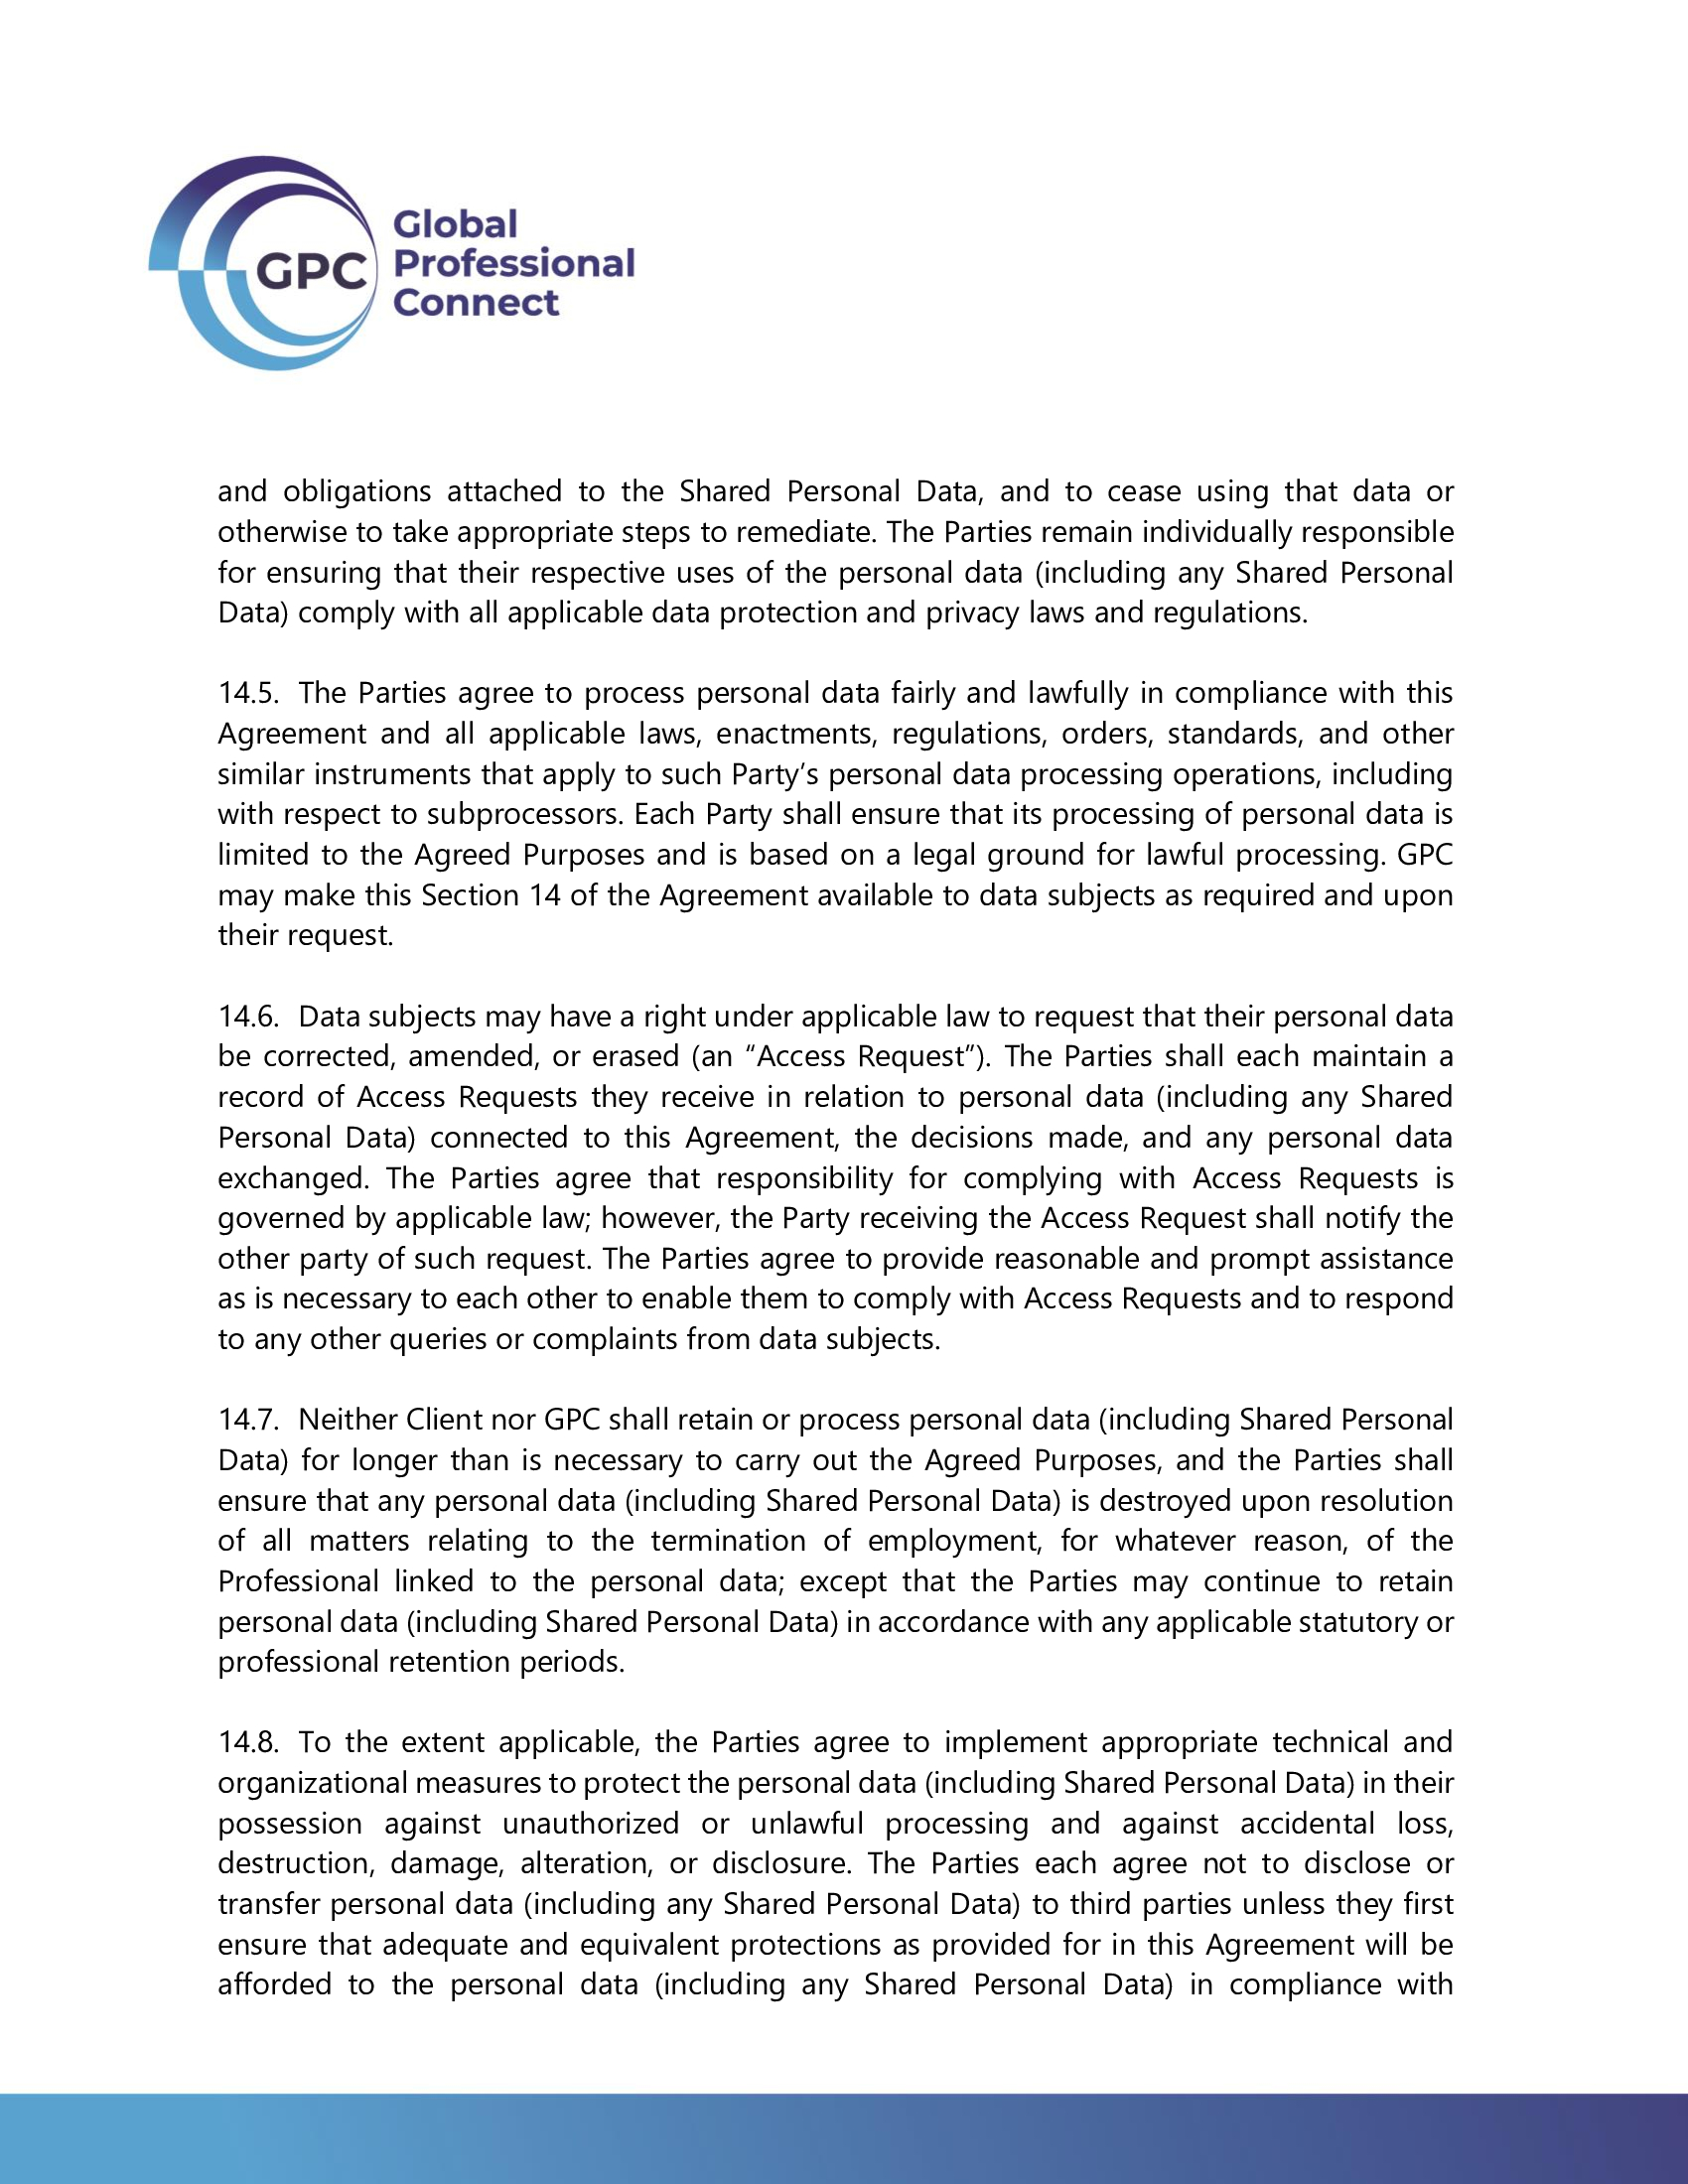 GPC
Global
Professional
Connect
and obligations attached to the Shared Personal Data, and to cease using that data or
otherwise to take appropriate steps to remediate. The Parties remain individually responsible
for ensuring that their respective uses of the personal data (including any Shared Personal
Data) comply with all applicable data protection and privacy laws and regulations.
14.5. The Parties agree to process personal data fairly and lawfully in compliance with this
Agreement and all applicable laws, enactments, regulations, orders, standards, and other
similar instruments that apply to such Party’s personal data processing operations, including
with respect to subprocessors. Each Party shall ensure that its processing of personal data is
limited to the Agreed Purposes and is based on a legal ground for lawful processing. GPC
may make this Section 14 of the Agreement available to data subjects as required and upon
their request.
14.6. Data subjects may have a right under applicable law to request that their personal data
be corrected, amended, or erased (an “Access Request”). The Parties shall each maintain a
record of Access Requests they receive in relation to personal data (including any Shared
Personal Data) connected to this Agreement, the decisions made, and any personal data
exchanged. The Parties agree that responsibility for complying with Access Requests is
governed by applicable law; however, the Party receiving the Access Request shall notify the
other party of such request. The Parties agree to provide reasonable and prompt assistance
as is necessary to each other to enable them to comply with Access Requests and to respond
to any other queries or complaints from data subjects.
14.7. Neither Client nor GPC shall retain or process personal data (including Shared Personal
Data) for longer than is necessary to carry out the Agreed Purposes, and the Parties shall
ensure that any personal data (including Shared Personal Data) is destroyed upon resolution
of all matters relating to the termination of employment, for whatever reason, of the
Professional linked to the personal data; except that the Parties may continue to retain
personal data (including Shared Personal Data) in accordance with any applicable statutory or
professional retention periods.
14.8. To the extent applicable, the Parties agree to implement appropriate technical and
organizational measures to protect the personal data (including Shared Personal Data) in their
possession against unauthorized or unlawful processing and against accidental loss,
destruction, damage, alteration, or disclosure. The Parties each agree not to disclose or
transfer personal data (including any Shared Personal Data) to third parties unless they first
ensure that adequate and equivalent protections as provided for in this Agreement will be
afforded to the personal data (including any Shared Personal Data) in compliance with